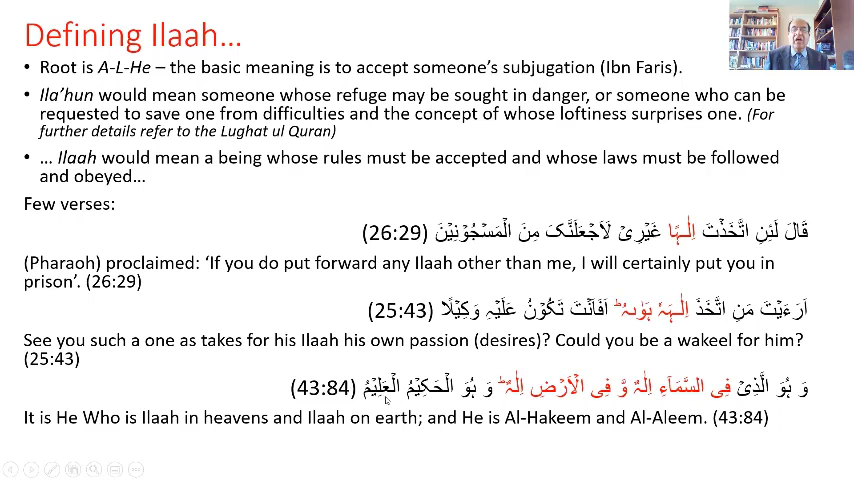 Defining Ilaah…
• Root is A-L-He – the basic meaning is to accept someone's subjugation (Ibn Faris).
• Ila'hun would mean someone whose refuge may be sought in danger, or someone who can be
requested to save one from difficulties and the concept of whose loftiness surprises one. (For
further details refer to the Lughat ul Quran)
• … Ilaah would mean a being whose rules must be accepted and whose laws must be followed
and obeyed…
Few verses:
قَالَ لَئِنِ اتَّخَذۡتَ اِلٰـہًا غَیۡرِیۡ لَاَجۡعَلَنَّکَ مِنَ الۡمَسۡجُوۡنِیۡنَ (26:29)
(Pharaoh) proclaimed: 'If you do put forward any Ilaah other than me, I will certainly put you in
prison'. (26:29)
اَرَءَیۡتَ مَنِ اتَّخَذَ اِلٰـہَہٗ ہَوٰىہُ ؕ اَفَاَنۡتَ تَکُوۡنُ عَلَیۡہِ وَکِیۡلًا (25:43)
See you such a one as takes for his Ilaah his own passion (desires)? Could you be a wakeel for him?
(25:43)
وَ ہُوَ الَّذِیۡ فِی السَّمَآءِ اِلٰہٌ وَّ فِی الۡاَرۡضِ اِلٰہٌ ؕ وَ ہُوَ الۡحَکِیۡمُ الۡعَلِیۡمُ (43:84)
It is He Who is Ilaah in heavens and Ilaah on earth; and He is Al-Hakeem and Al-Aleem. (43:84)